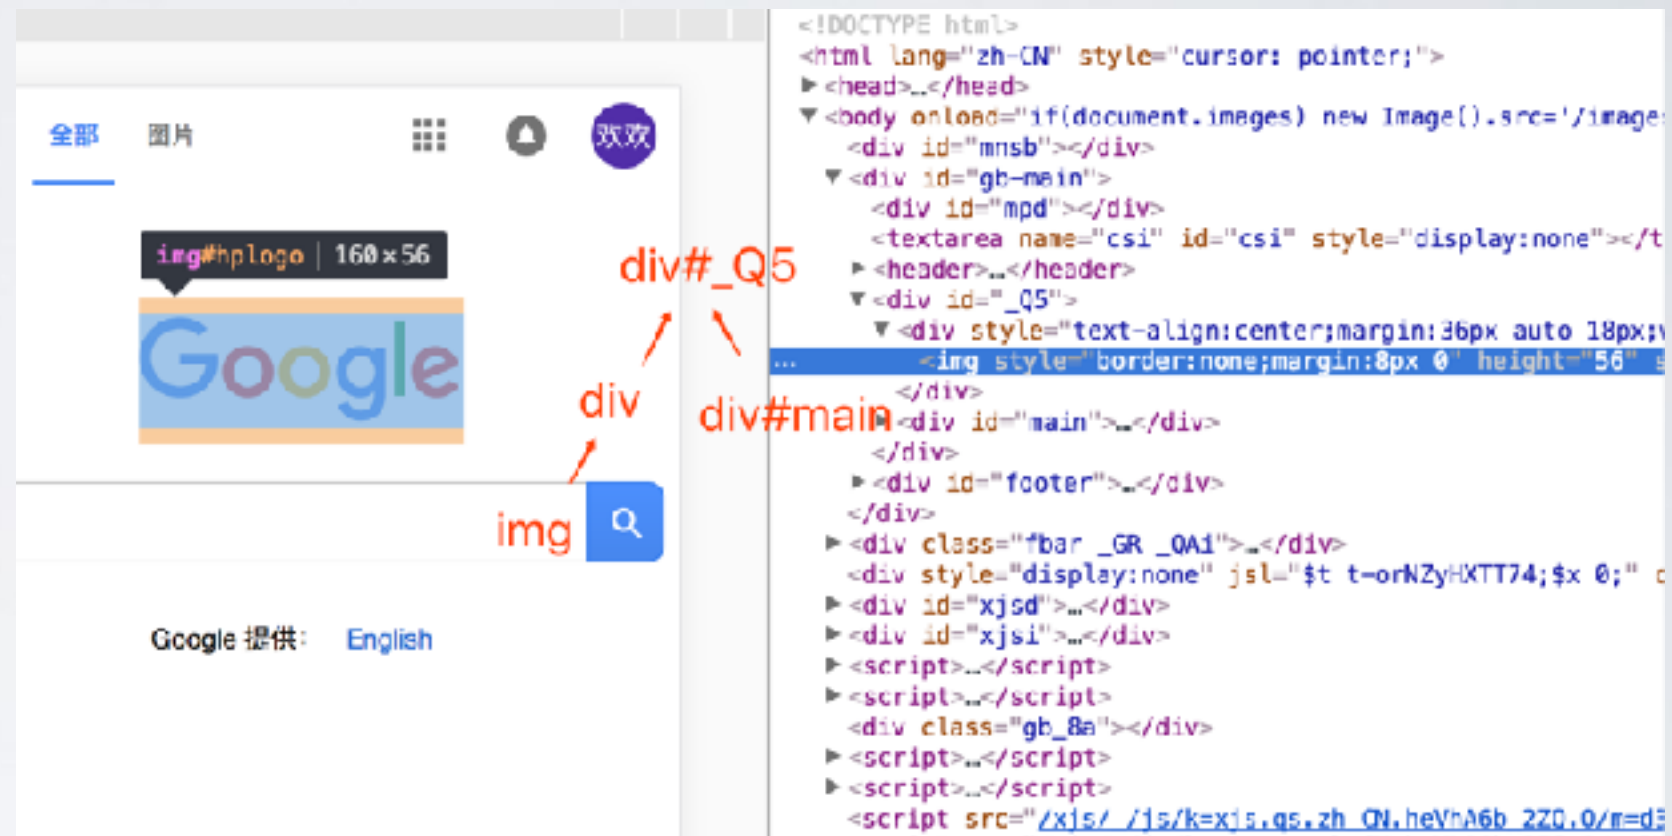 全部 图片 欢欢
img#hplogo | 160×56
Google
div#_Q5
div
div#main
img
Google 提供： English
<!DOCTYPE html>
<html lang="zh-CN" style="cursor: pointer;">
<head>…</head>
<body onload="if(document.images) new Image().src='/image
<div id="mnsb"></div>
<div id="gb-main">
<div id="mpd"></div>
<textarea name="csi" id="csi" style="display:none"></t
<header>…</header>
<div id="_Q5">
<div style="text-align:center;margin:36px auto 18px;
… <img style="border:none;margin:8px 0" height="56" s
</div>
<div id="main">…</div>
</div>
<div id="footer">…</div>
</div>
<div class="fbar _GR _QAi">…</div>
<div style="display:none" jsl="$t t-orNZyHXTT74;$x 0;" c
<div id="xjsd">…</div>
<div id="xjsi">…</div>
<script>…</script>
<script>…</script>
<div class="gb_8a"></div>
<script>…</script>
<script>…</script>
<script src="/xjs/_/js/k=xjs.qs.zh_CN.heVhA6b_2ZQ.O/m=d3